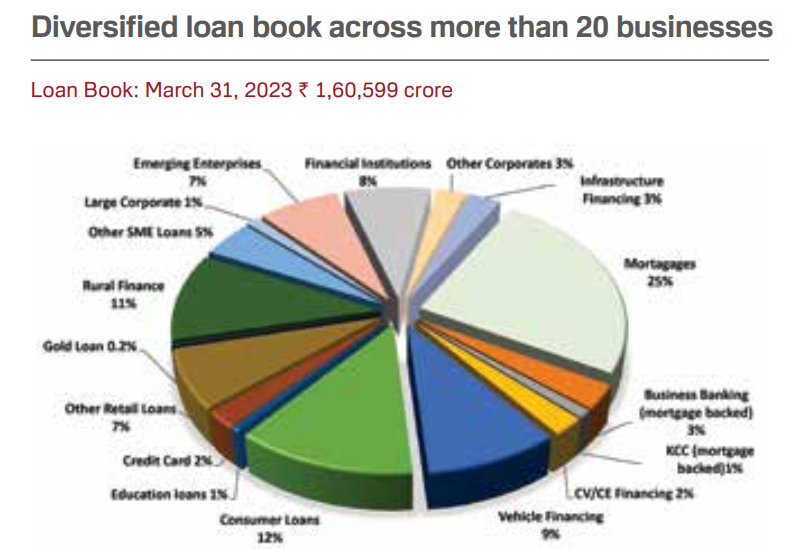 Diversified loan book across more than 20 businesses
Loan Book: March 31, 2023 ₹ 1,60,599 crore
Emerging Enterprises
7%
Financial Institutions
8%
Other Corporates 3%
Infrastructure
Financing 3%
Large Corporate 1%
Other SME Loans 5%
Mortagages
25%
Rural Finance
11%
Gold Loan 0.2%
Business Banking
(mortgage backed)
3%
Other Retail Loans
7%
KCC (mortgage
backed)1%
Credit Card 2%
Education loans 1%
CV/CE Financing 2%
Consumer Loans
12%
Vehicle Financing
9%